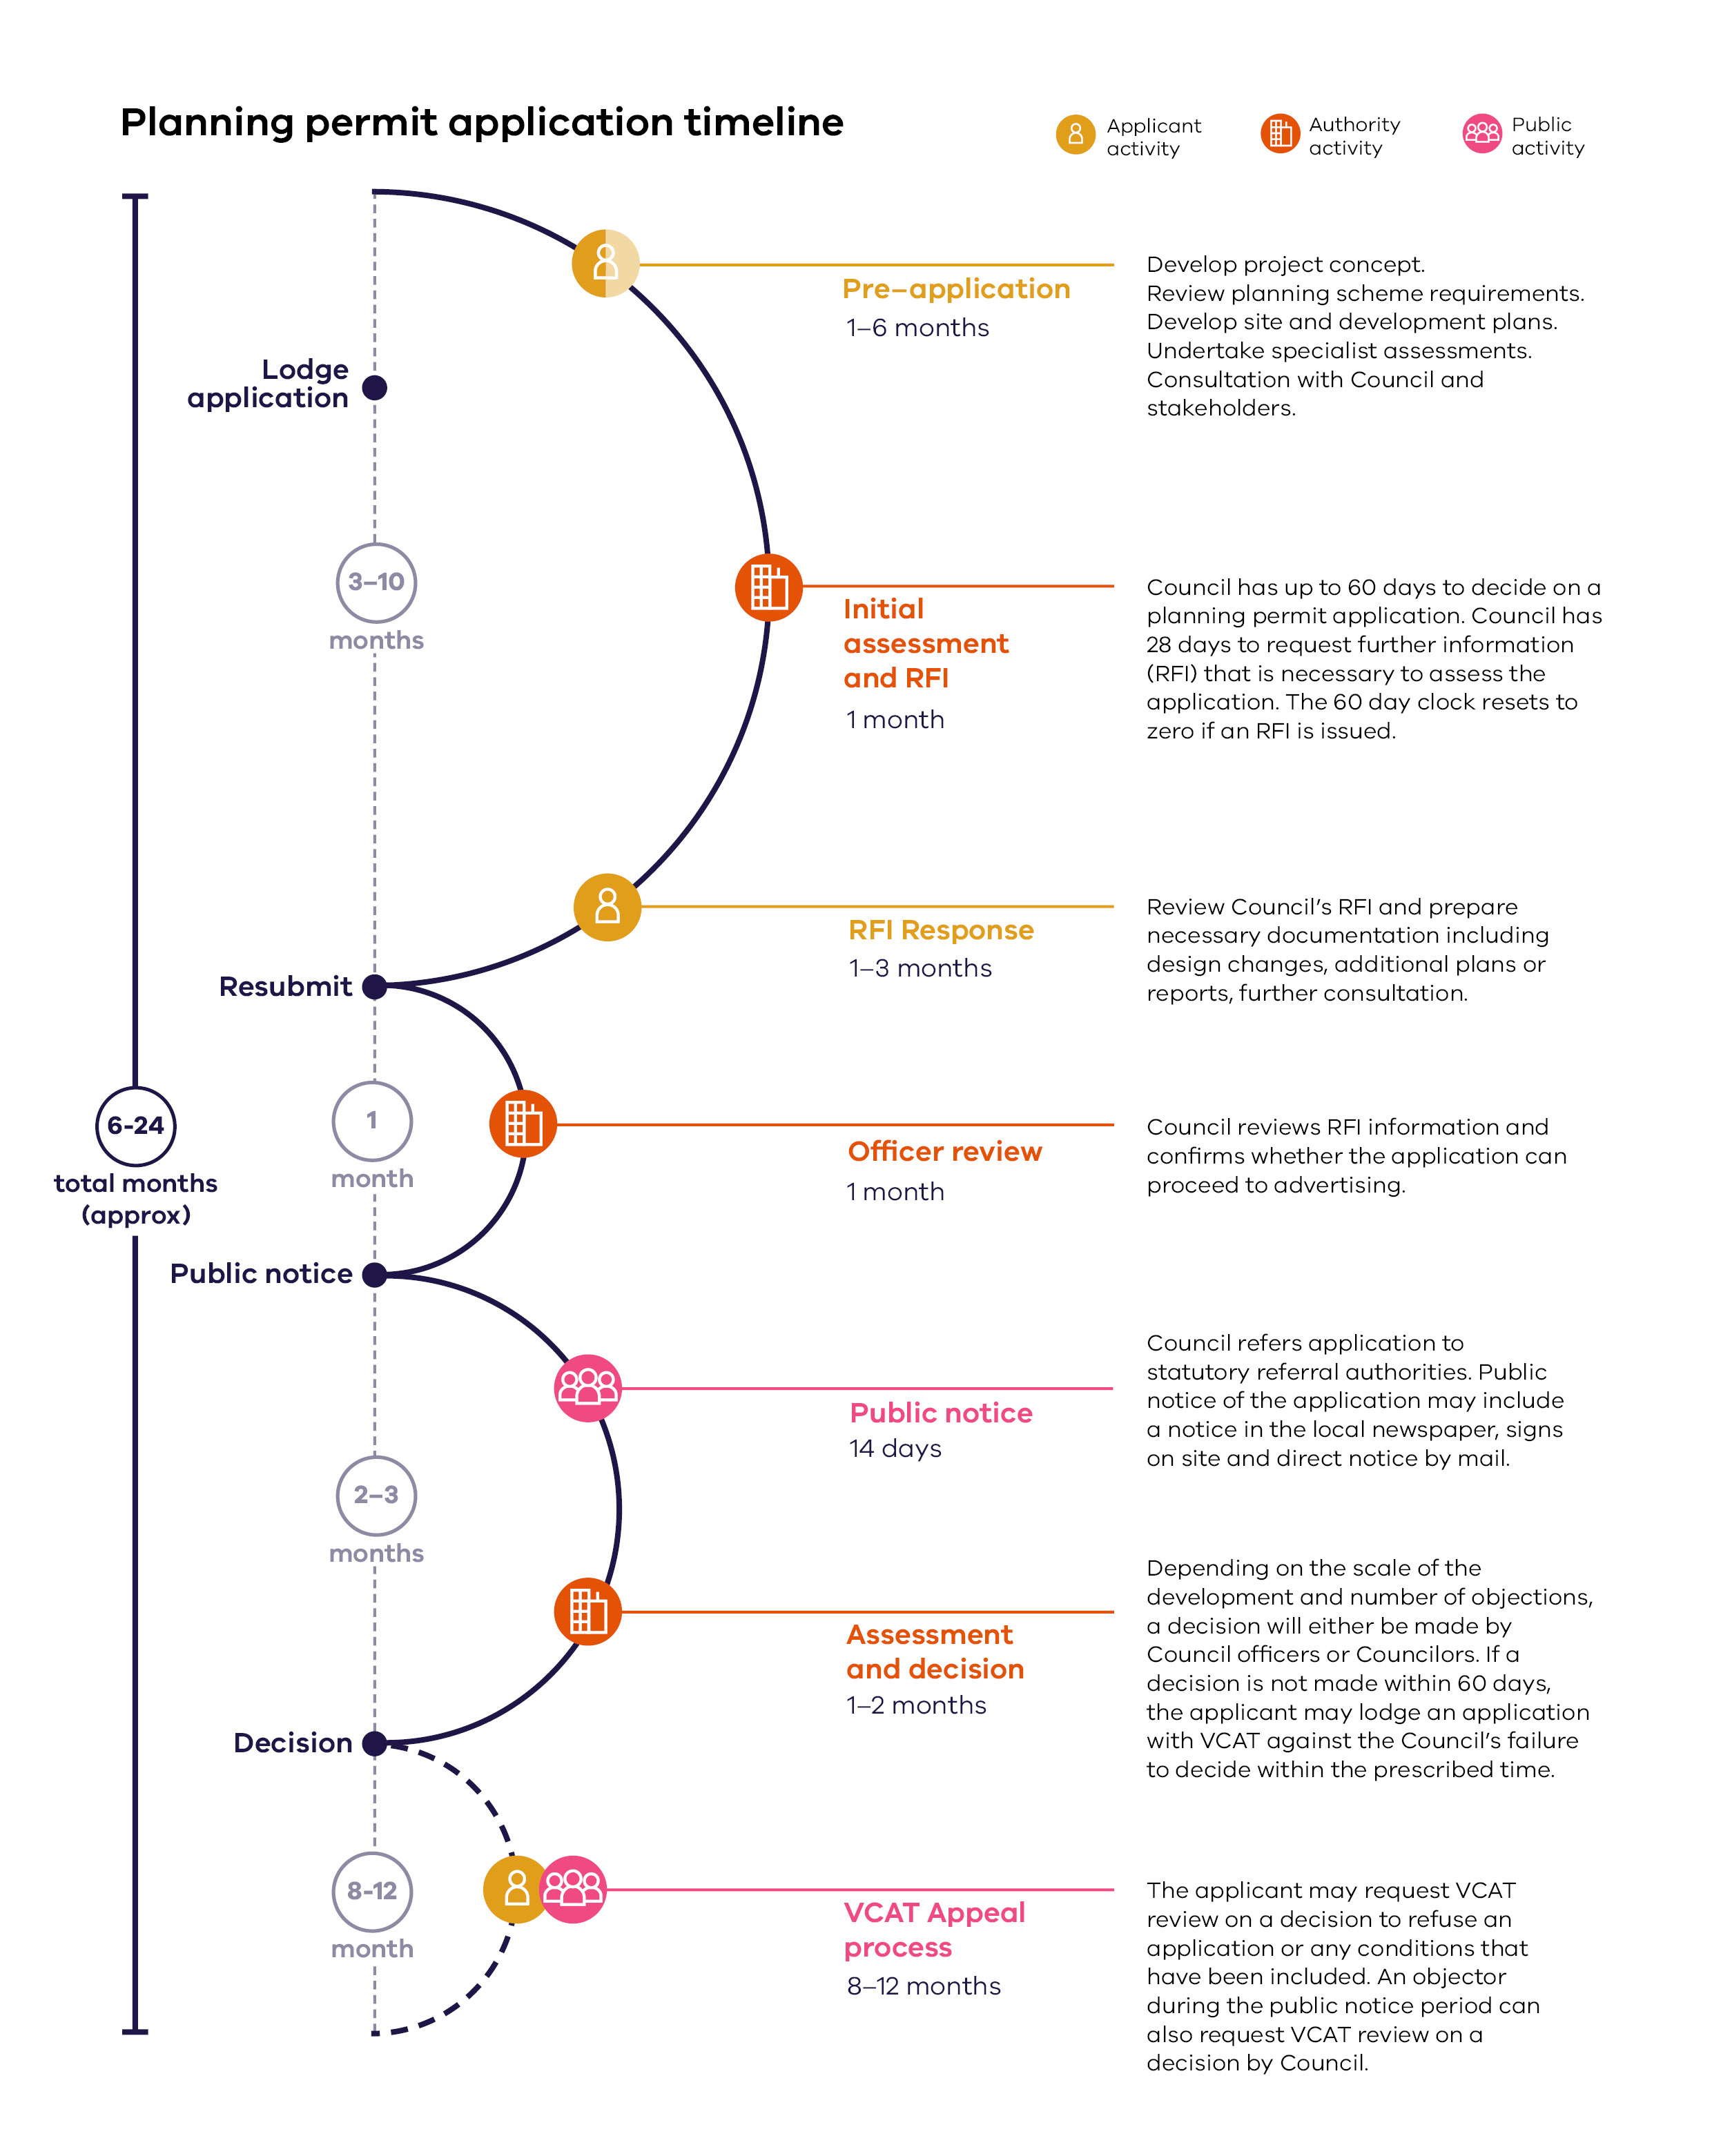 Planning permit application timeline
Applicant
activity
Authority
activity
Public
activity
Pre–application
1–6 months
Develop project concept.
Review planning scheme requirements.
Develop site and development plans.
Undertake specialist assessments.
Consultation with Council and
stakeholders.
Lodge
application
3–10
months
Initial
assessment
and RFI
1 month
Council has up to 60 days to decide on a
planning permit application. Council has
28 days to request further information
(RFI) that is necessary to assess the
application. The 60 day clock resets to
zero if an RFI is issued.
RFI Response
1–3 months
Review Council’s RFI and prepare
necessary documentation including
design changes, additional plans or
reports, further consultation.
Resubmit
6-24
total months
(approx)
1
month
Officer review
1 month
Council reviews RFI information and
confirms whether the application can
proceed to advertising.
Public notice
Public notice
14 days
Council refers application to
statutory referral authorities. Public
notice of the application may include
a notice in the local newspaper, signs
on site and direct notice by mail.
2–3
months
Assessment
and decision
1–2 months
Depending on the scale of the
development and number of objections,
a decision will either be made by
Council officers or Councilors. If a
decision is not made within 60 days,
the applicant may lodge an application
with VCAT against the Council’s failure
to decide within the prescribed time.
Decision
8-12
month
VCAT Appeal
process
8–12 months
The applicant may request VCAT
review on a decision to refuse an
application or any conditions that
have been included. An objector
during the public notice period can
also request VCAT review on a
decision by Council.